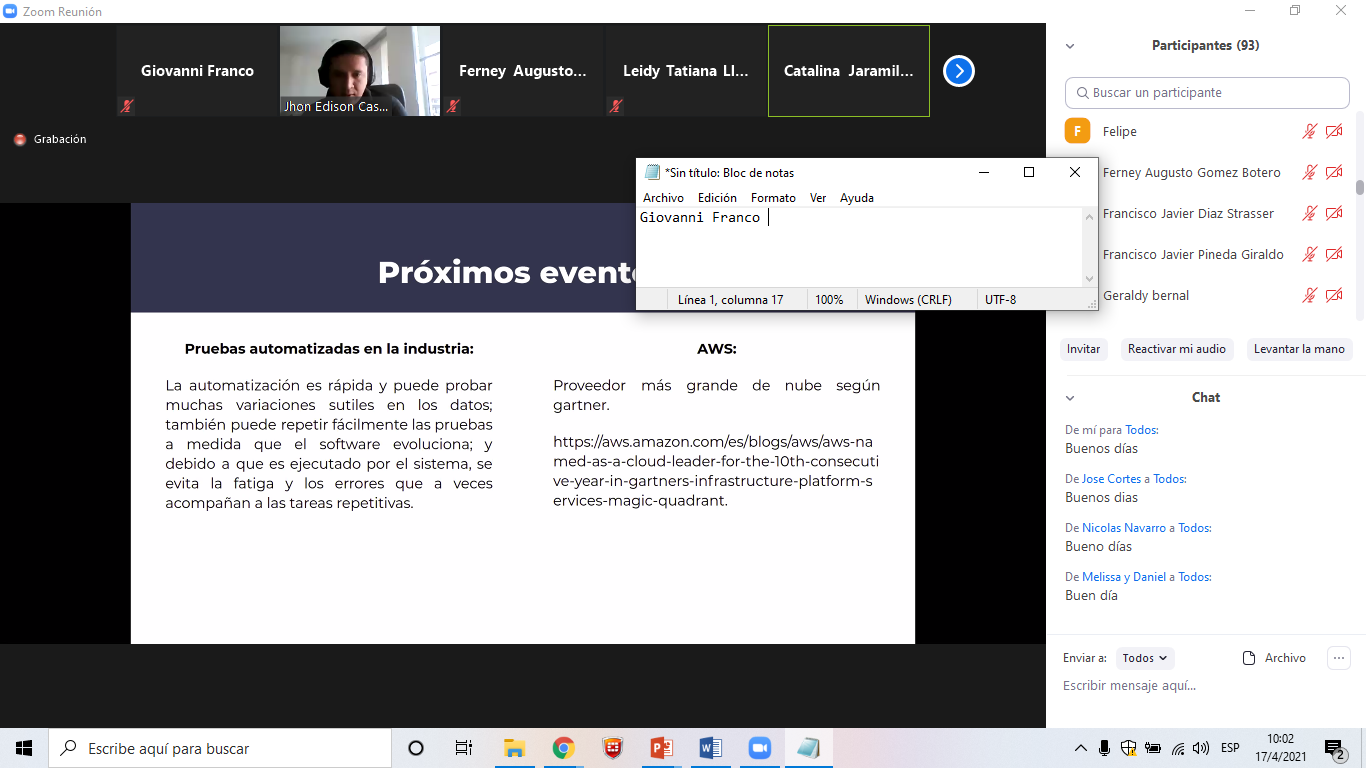 Zoom Reunión
Giovanni Franco
Jhon Edison Cas...
Ferney Augusto...
Leidy Tatiana Ll...
Catalina Jaramil...
Grabación
*Sin título: Bloc de notas
Archivo Edición Formato Ver Ayuda
Giovanni Franco
Línea 1, columna 17 100% Windows (CRLF) UTF-8
Próximos evento
Pruebas automatizadas en la industria:
La automatización es rápida y puede probar
muchas variaciones sutiles en los datos;
también puede repetir fácilmente las pruebas
a medida que el software evoluciona; y
debido a que es ejecutado por el sistema, se
evita la fatiga y los errores que a veces
acompañan a las tareas repetitivas.
AWS:
Proveedor más grande de nube según
gartner.
https://aws.amazon.com/es/blogs/aws/aws-na
med-as-a-cloud-leader-for-the-10th-consecuti
ve-year-in-gartners-infrastructure-platform-s
ervices-magic-quadrant.
Participantes (93)
Buscar un participante
F Felipe
Ferney Augusto Gomez Botero
Francisco Javier Diaz Strasser
Francisco Javier Pineda Giraldo
Geraldy bernal
Invitar Reactivar mi audio Levantar la mano
Chat
De mí para Todos:
Buenos días
De Jose Cortes a Todos:
Buenos dias
De Nicolas Navarro a Todos:
Bueno días
De Melissa y Daniel a Todos:
Buen día
Enviar a: Todos Archivo
Escribir mensaje aquí...
Escribe aquí para buscar
ESP
10:02
17/4/2021
2